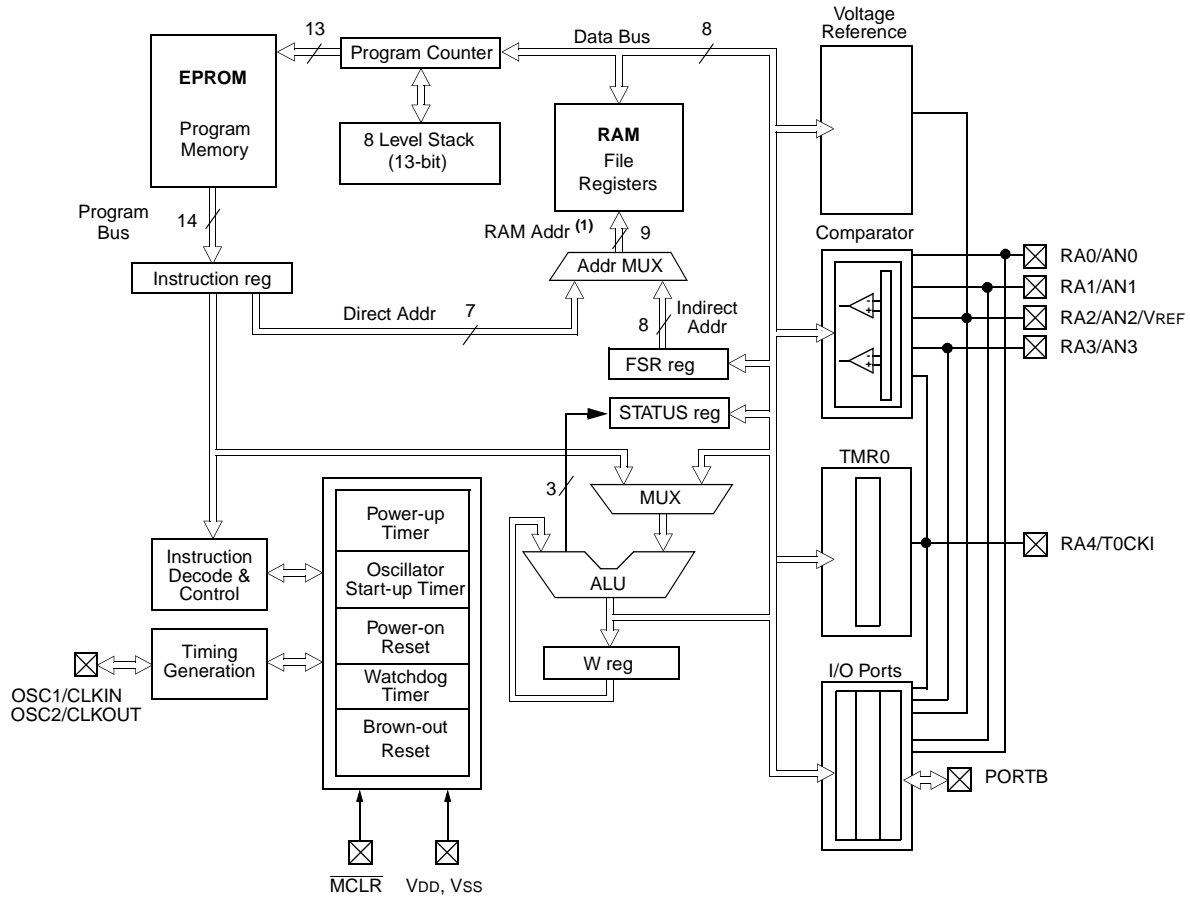 Voltage
Reference
13
Data Bus
8
Program Counter
EPROM
Program
Memory
8 Level Stack
(13-bit)
RAM
File
Registers
Program
Bus
14
RAM Addr (1)
9
Comparator
Addr MUX
Instruction reg
RA0/AN0
RA1/AN1
RA2/AN2/VREF
RA3/AN3
Direct Addr
7
8
Indirect
Addr
FSR reg
-
+
-
+
STATUS reg
3
MUX
TMR0
Power-up
Timer
Oscillator
Start-up Timer
Power-on
Reset
Watchdog
Timer
Brown-out
Reset
Instruction
Decode &
Control
ALU
RA4/T0CKI
Timing
Generation
W reg
I/O Ports
OSC1/CLKIN
OSC2/CLKOUT
PORTB
MCLR
VDD, VSS